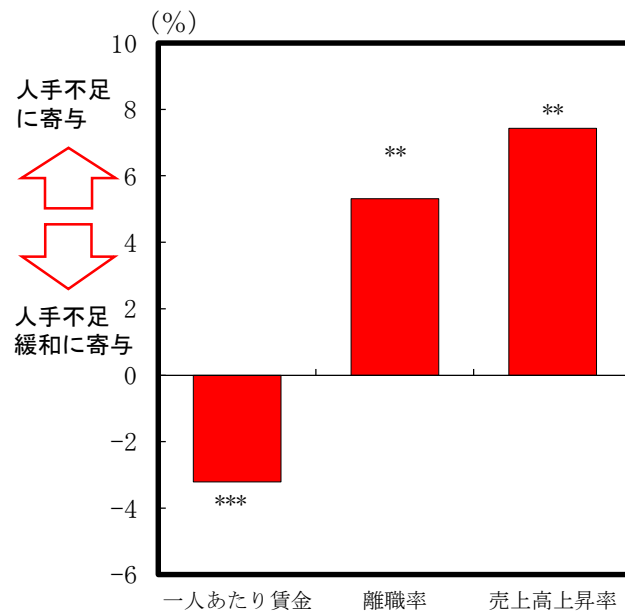 (%)
10
8
6
4
2
0
−2
−4
−6
人手不足
に寄与
人手不足
緩和に寄与
***
**
**
一人あたり賃金
離職率
売上高上昇率